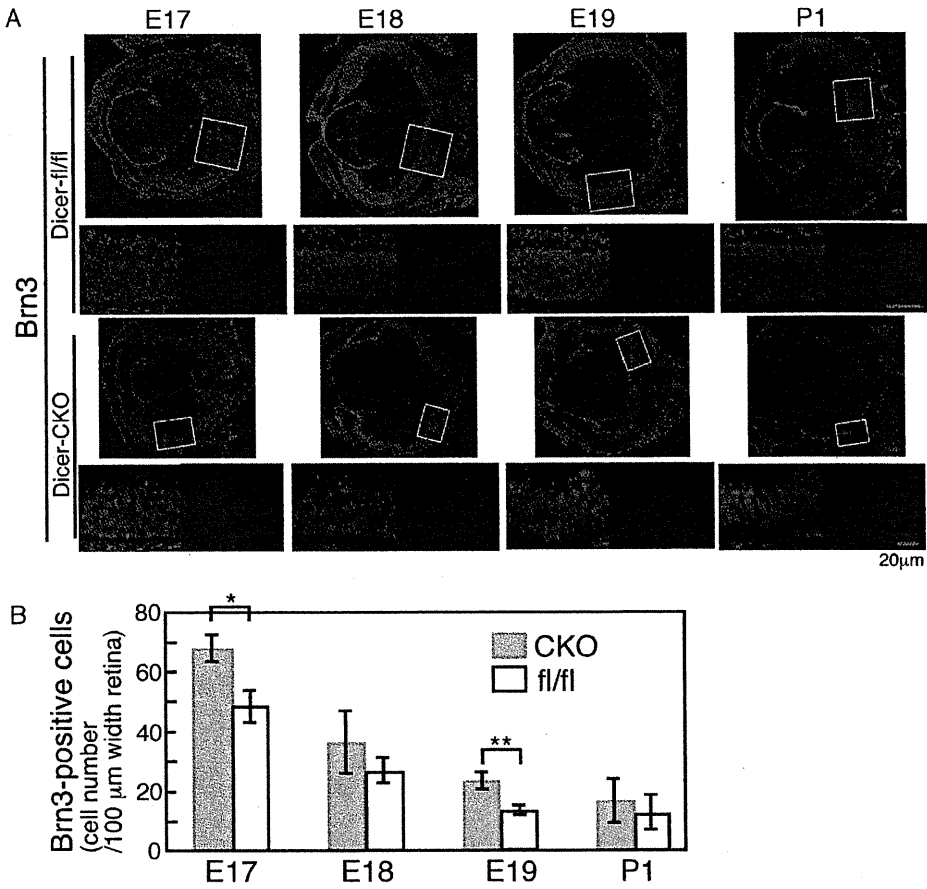 A
E17 E18 E19 P1
Brn3
Dicer-fl/fl
Dicer-CKO
20μm
B
Brn3-positive cells
(cell number
/100 μm width retina)
80
60
40
20
0
* **
CKO
fl/fl
E17 E18 E19 P1